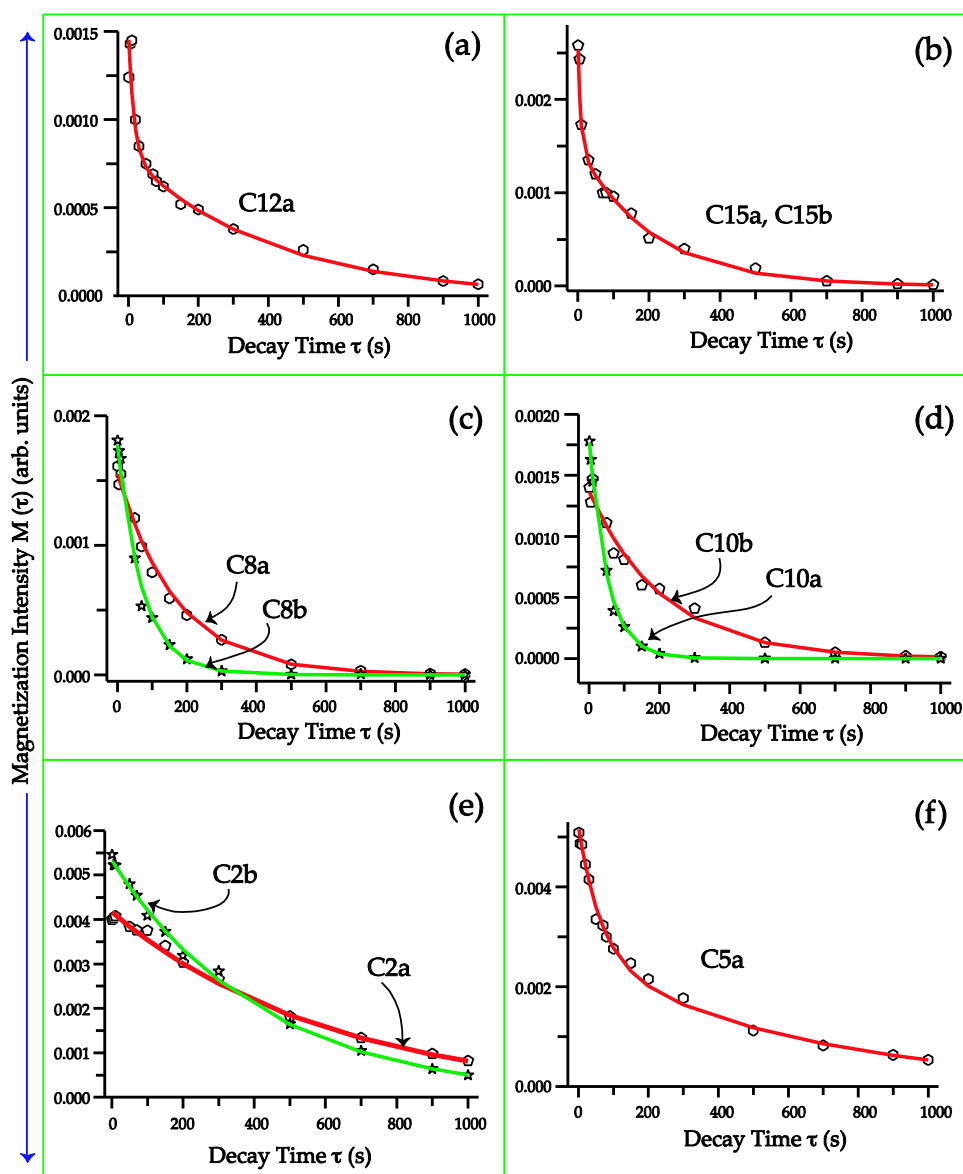 Magnetization Intensity M (τ) (arb. units)
(a)
0.0015
0.0010
0.0005
0.0000
C12a
0 200 400 600 800 1000
Decay Time τ (s)
(b)
0.002
0.001
0.000
C15a, C15b
0 200 400 600 800 1000
Decay Time τ (s)
(c)
0.002
0.001
0.000
C8a
C8b
0 200 400 600 800 1000
Decay Time τ (s)
(d)
0.0020
0.0015
0.0010
0.0005
0.0000
C10b
C10a
0 200 400 600 800 1000
Decay Time τ (s)
(e)
0.006
0.005
0.004
0.003
0.002
0.001
0.000
C2b
C2a
0 200 400 600 800 1000
Decay Time τ (s)
(f)
0.004
0.002
0.000
C5a
0 200 400 600 800 1000
Decay Time τ (s)